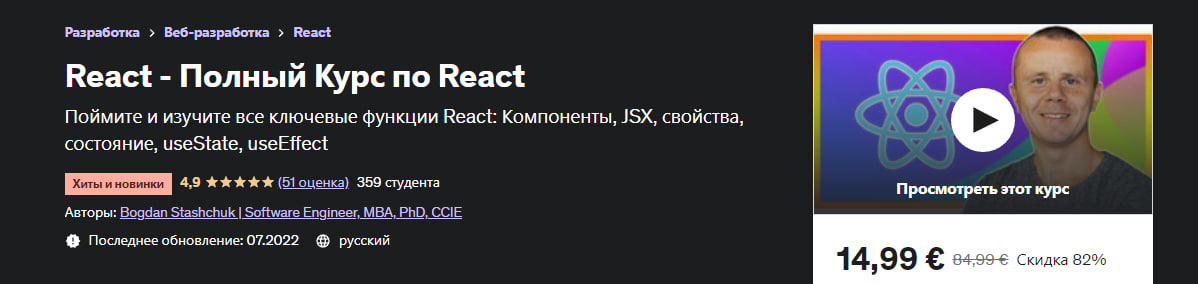 Разработка > Веб-разработка > React
React - Полный Курс по React
Поймите и изучите все ключевые функции React: Компоненты, JSX, свойства,
состояние, useState, useEffect
Хиты и новинки 4,9 ★★★★★ (51 оценка) 359 студента
Авторы: Bogdan Stashchuk | Software Engineer, MBA, PhD, CCIE
Последнее обновление: 07.2022 русский
Просмотреть этот курс
14,99 € 84,99 € Скидка 82%